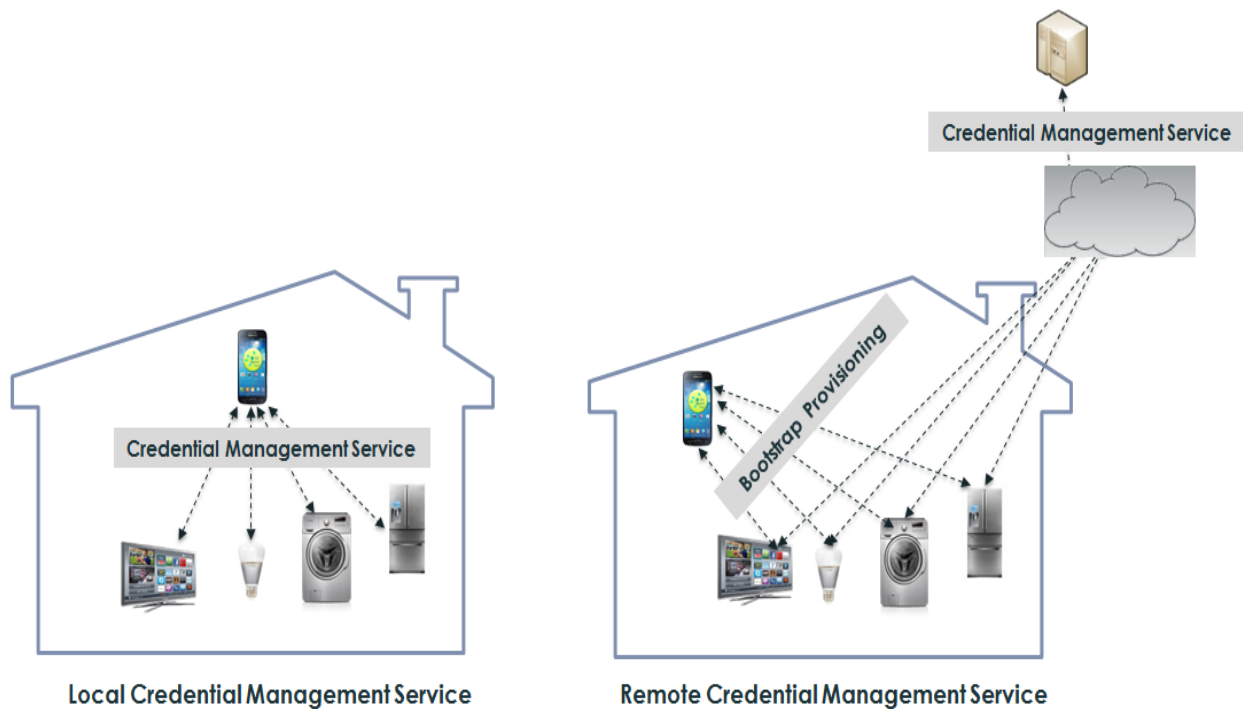 Credential Management Service
Credential Management Service
Bootstrap Provisioning
Local Credential Management Service
Remote Credential Management Service